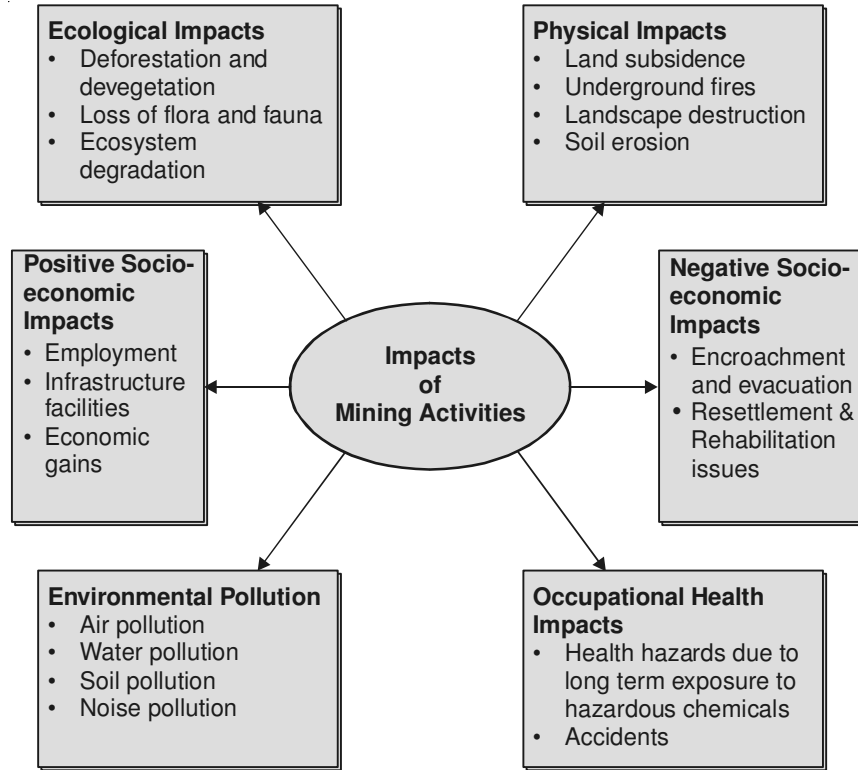 Ecological Impacts
• Deforestation and
devegetation
• Loss of flora and fauna
• Ecosystem
degradation
Physical Impacts
• Land subsidence
• Underground fires
• Landscape destruction
• Soil erosion
Positive Socio-
economic
Impacts
• Employment
• Infrastructure
facilities
• Economic
gains
Impacts
of
Mining Activities
Negative Socio-
economic
Impacts
• Encroachment
and evacuation
• Resettlement &
Rehabilitation
issues
Environmental Pollution
• Air pollution
• Water pollution
• Soil pollution
• Noise pollution
Occupational Health
Impacts
• Health hazards due to
long term exposure to
hazardous chemicals
• Accidents